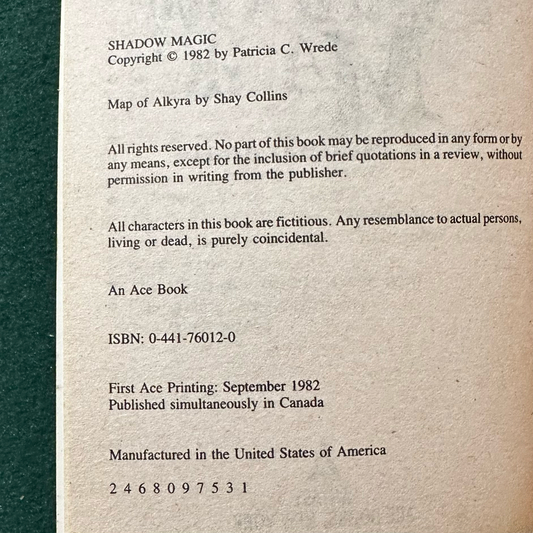 SHADOW MAGIC
Copyright © 1982 by Patricia C. Wrede
Map of Alkyra by Shay Collins
All rights reserved. No part of this book may be reproduced in any form or by
any means, except for the inclusion of brief quotations in a review, without
permission in writing from the publisher.
All characters in this book are fictitious. Any resemblance to actual persons,
living or dead, is purely coincidental.
An Ace Book
ISBN: 0-441-76012-0
First Ace Printing: September 1982
Published simultaneously in Canada
Manufactured in the United States of America
2 4 6 8 0 9 7 5 3 1